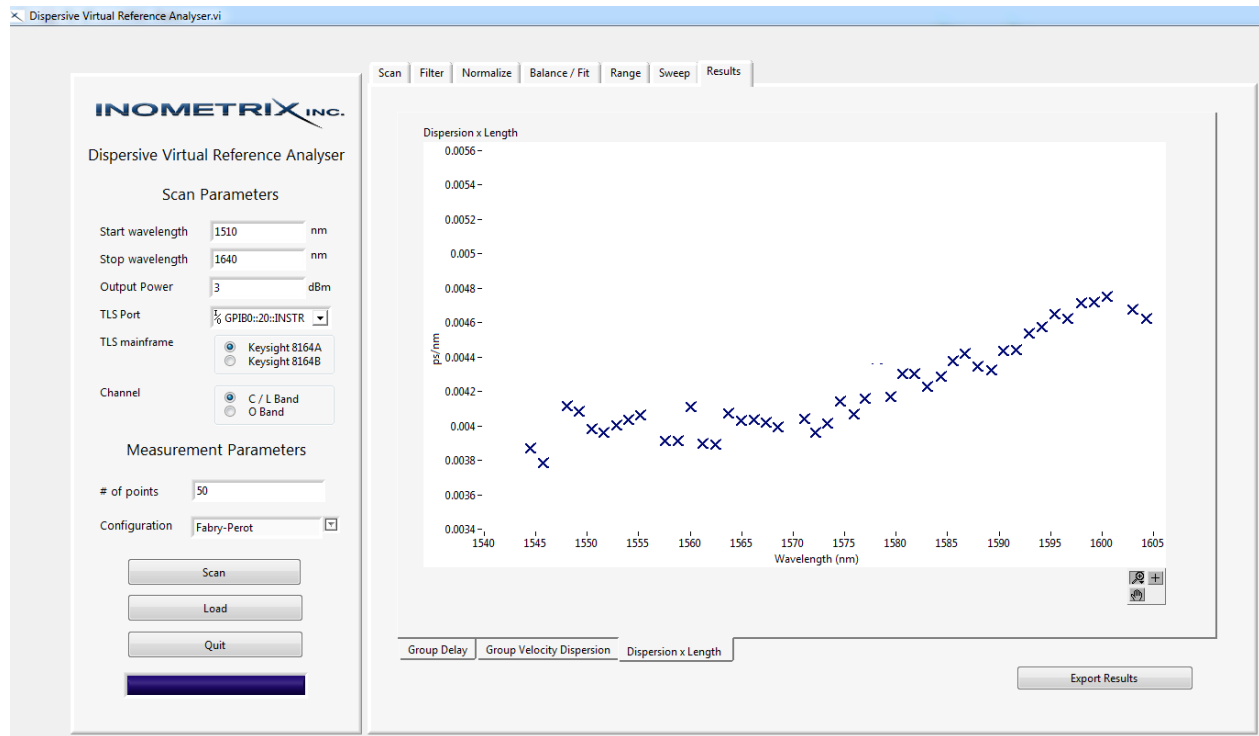 Dispersive Virtual Reference Analyser.vi
INOMETRIX INC.
Dispersive Virtual Reference Analyser
Scan Parameters
Start wavelength 1510 nm
Stop wavelength 1640 nm
Output Power 3 dBm
TLS Port GPIB0::20::INSTR
TLS mainframe Keysight 8164A
Keysight 8164B
Channel C / L Band
O Band
Measurement Parameters
# of points 50
Configuration Fabry-Perot
Scan
Load
Quit
Scan Filter Normalize Balance / Fit Range Sweep Results
Dispersion x Length
0.0056
0.0054
0.0052
0.005
0.0048
0.0046
0.0044
0.0042
0.004
0.0038
0.0036
0.0034
ps/nm
1540 1545 1550 1555 1560 1565 1570 1575 1580 1585 1590 1595 1600 1605
Wavelength (nm)
Group Delay Group Velocity Dispersion Dispersion x Length
Export Results